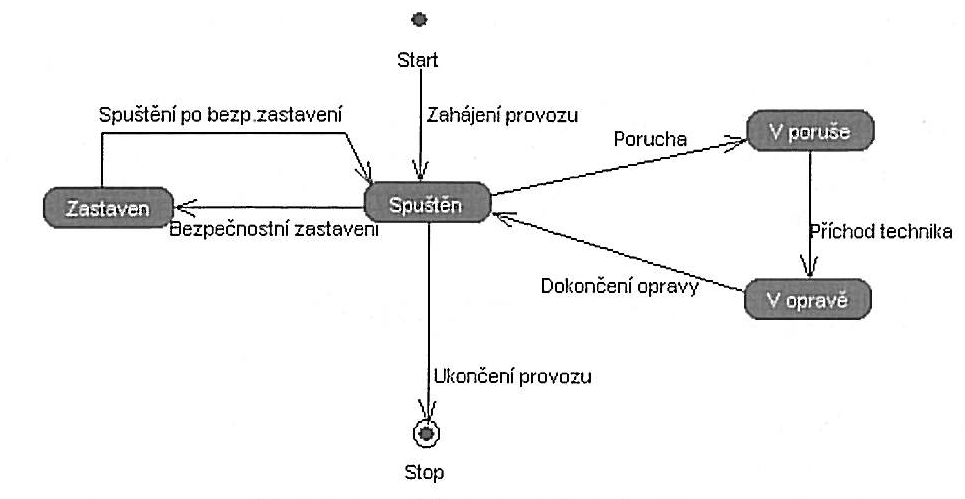 Start
Spuštění po bezp.zastavení
Zahájení provozu
Porucha
V poruše
Zastaven
Spuštěn
Bezpečnostní zastavení
Příchod technika
Dokončení opravy
V opravě
Ukončení provozu
Stop